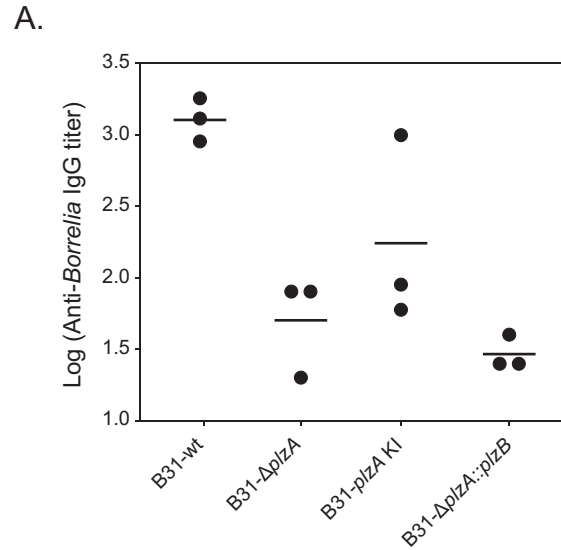 A.
Log (Anti-Borrelia IgG titer)
3.5
3.0
2.5
2.0
1.5
1.0
B31-wt
B31-ΔplzA
B31-plzA KI
B31-ΔplzA::plzB